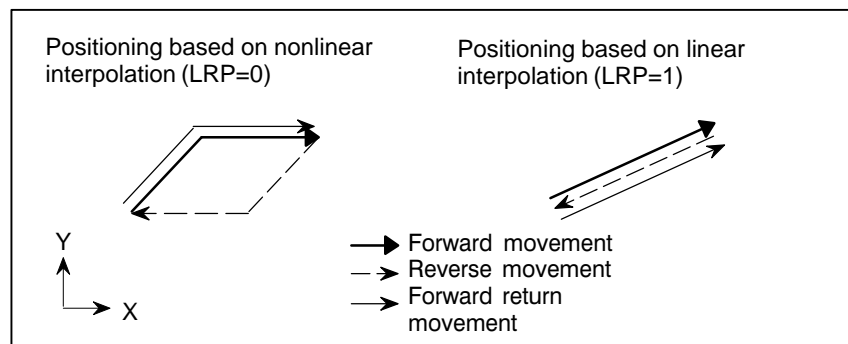 Positioning based on nonlinear
interpolation (LRP=0)
Positioning based on linear
interpolation (LRP=1)
Y
X
Forward movement
Reverse movement
Forward return
movement